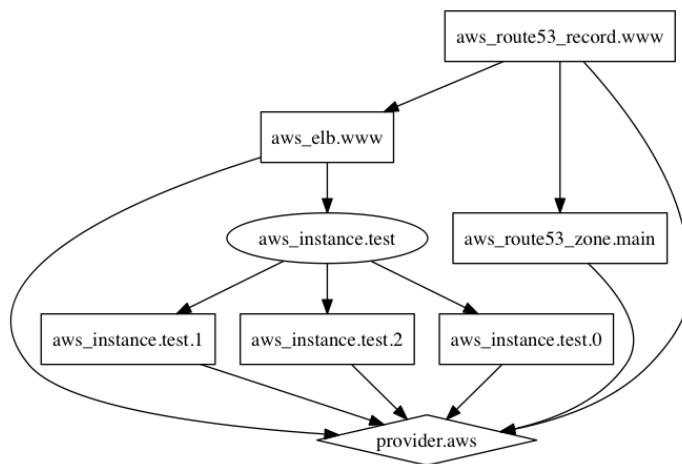 aws_route53_record.www
aws_elb.www
aws_instance.test
aws_route53_zone.main
aws_instance.test.1
aws_instance.test.2
aws_instance.test.0
provider.aws